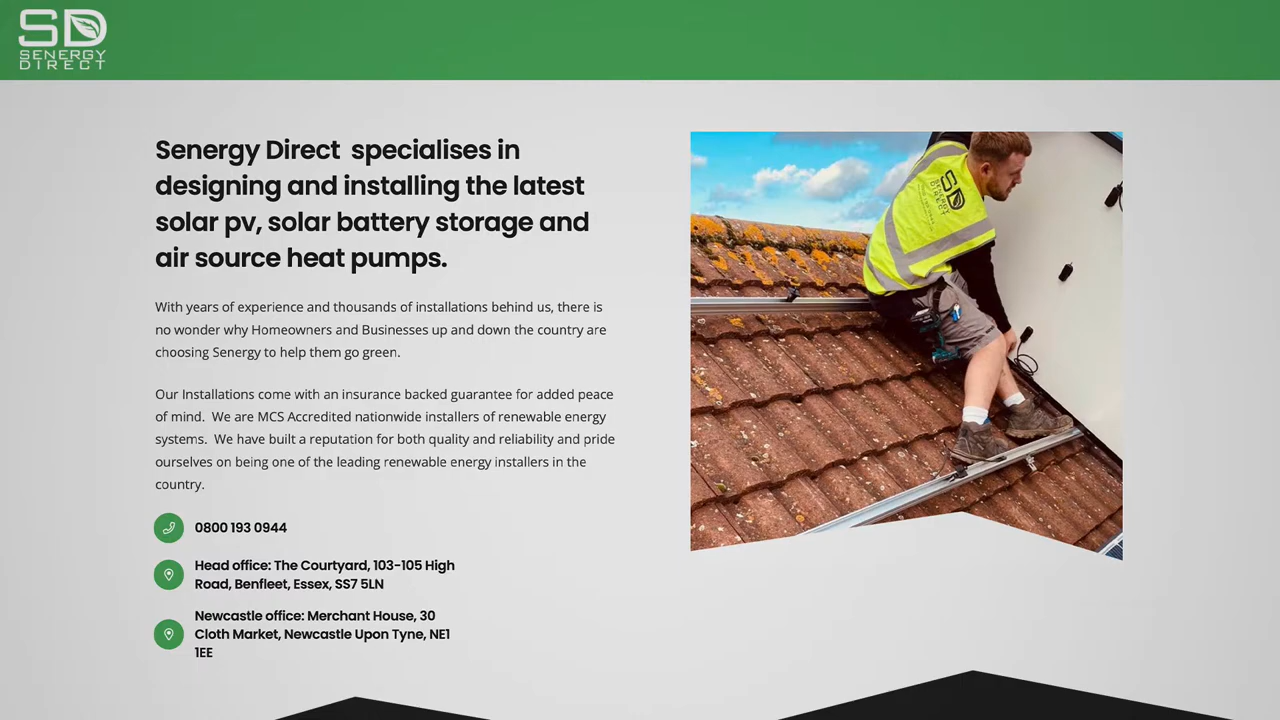 SD
SENERGY
DIRECT
Senergy Direct specialises in
designing and installing the latest
solar pv, solar battery storage and
air source heat pumps.
With years of experience and thousands of installations behind us, there is
no wonder why Homeowners and Businesses up and down the country are
choosing Senergy to help them go green.
Our Installations come with an insurance backed guarantee for added peace
of mind. We are MCS Accredited nationwide installers of renewable energy
systems. We have built a reputation for both quality and reliability and pride
ourselves on being one of the leading renewable energy installers in the
country.
0800 193 0944
Head office: The Courtyard, 103-105 High
Road, Benfleet, Essex, SS7 5LN
Newcastle office: Merchant House, 30
Cloth Market, Newcastle Upon Tyne, NE1
1EE
SD
SENERGY
DIRECT